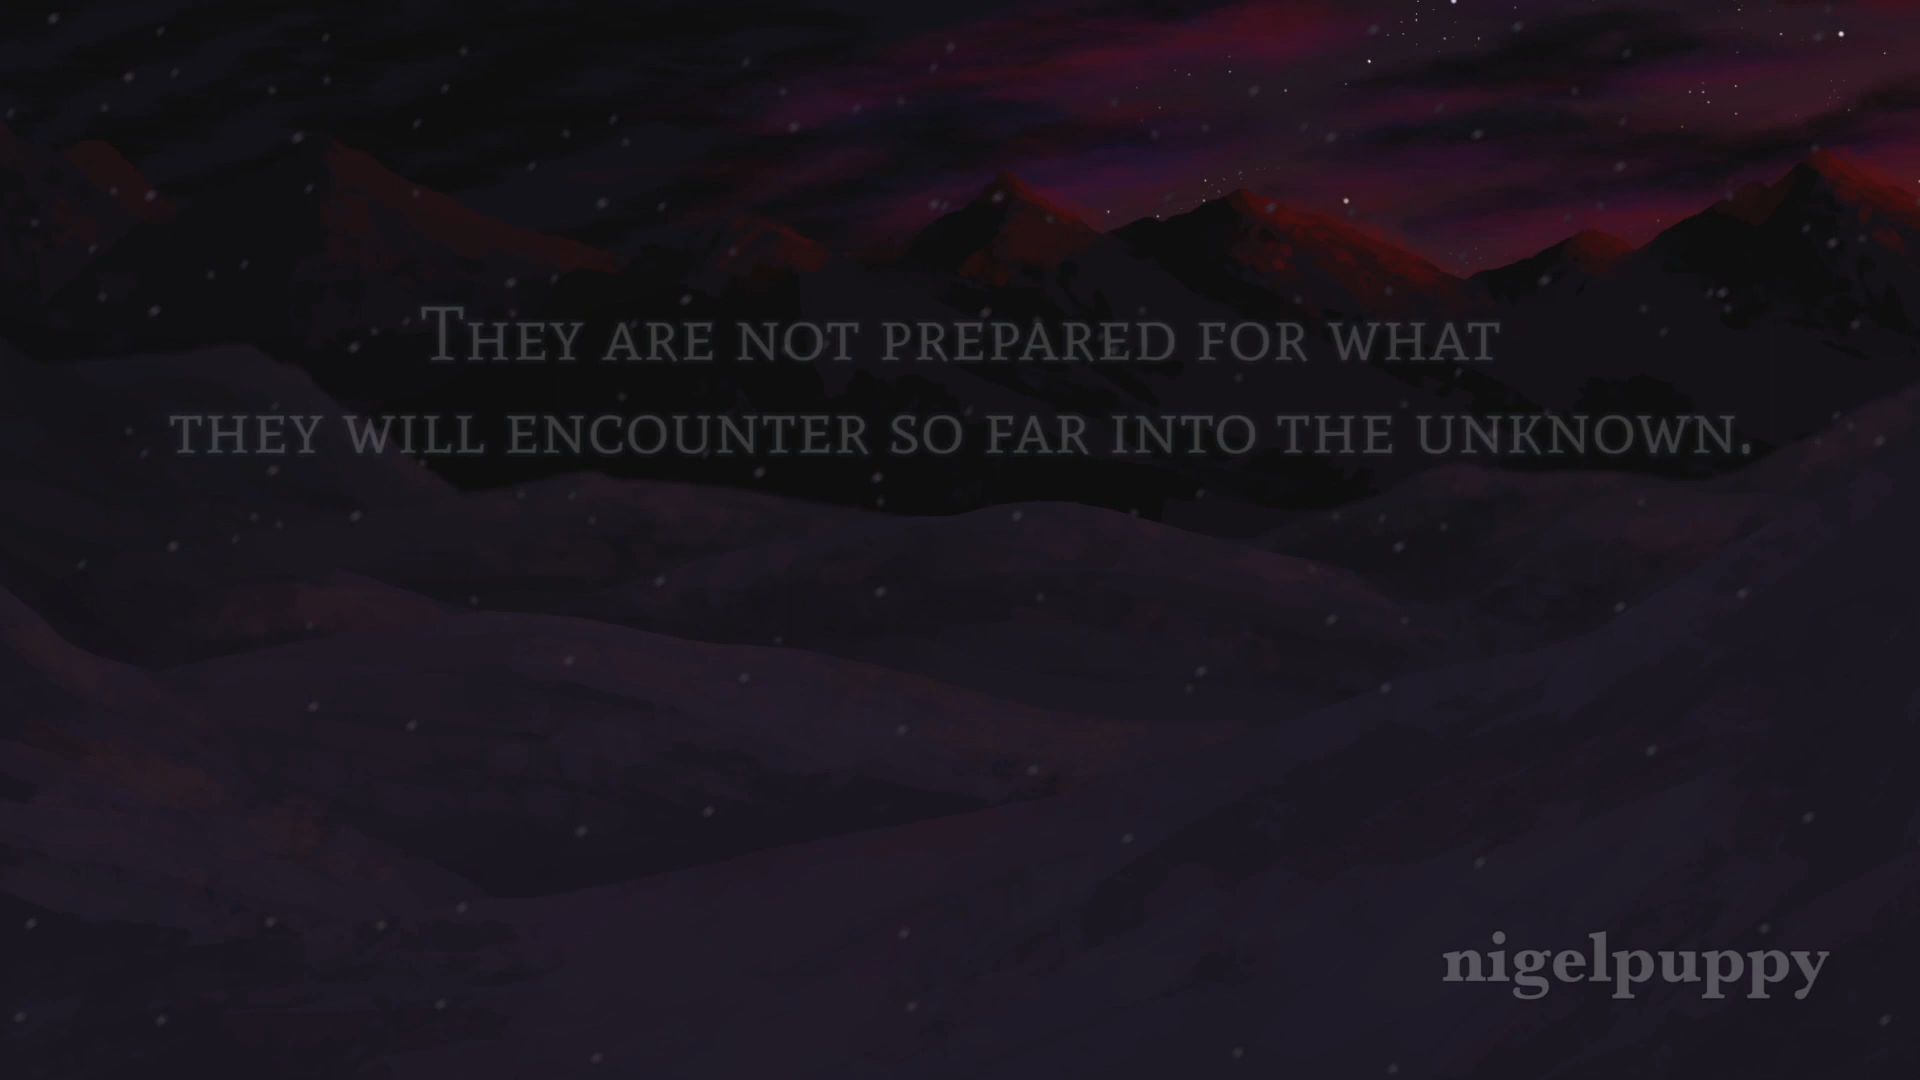 They are not prepared for what
they will encounter so far into the unknown.
nigelpuppy